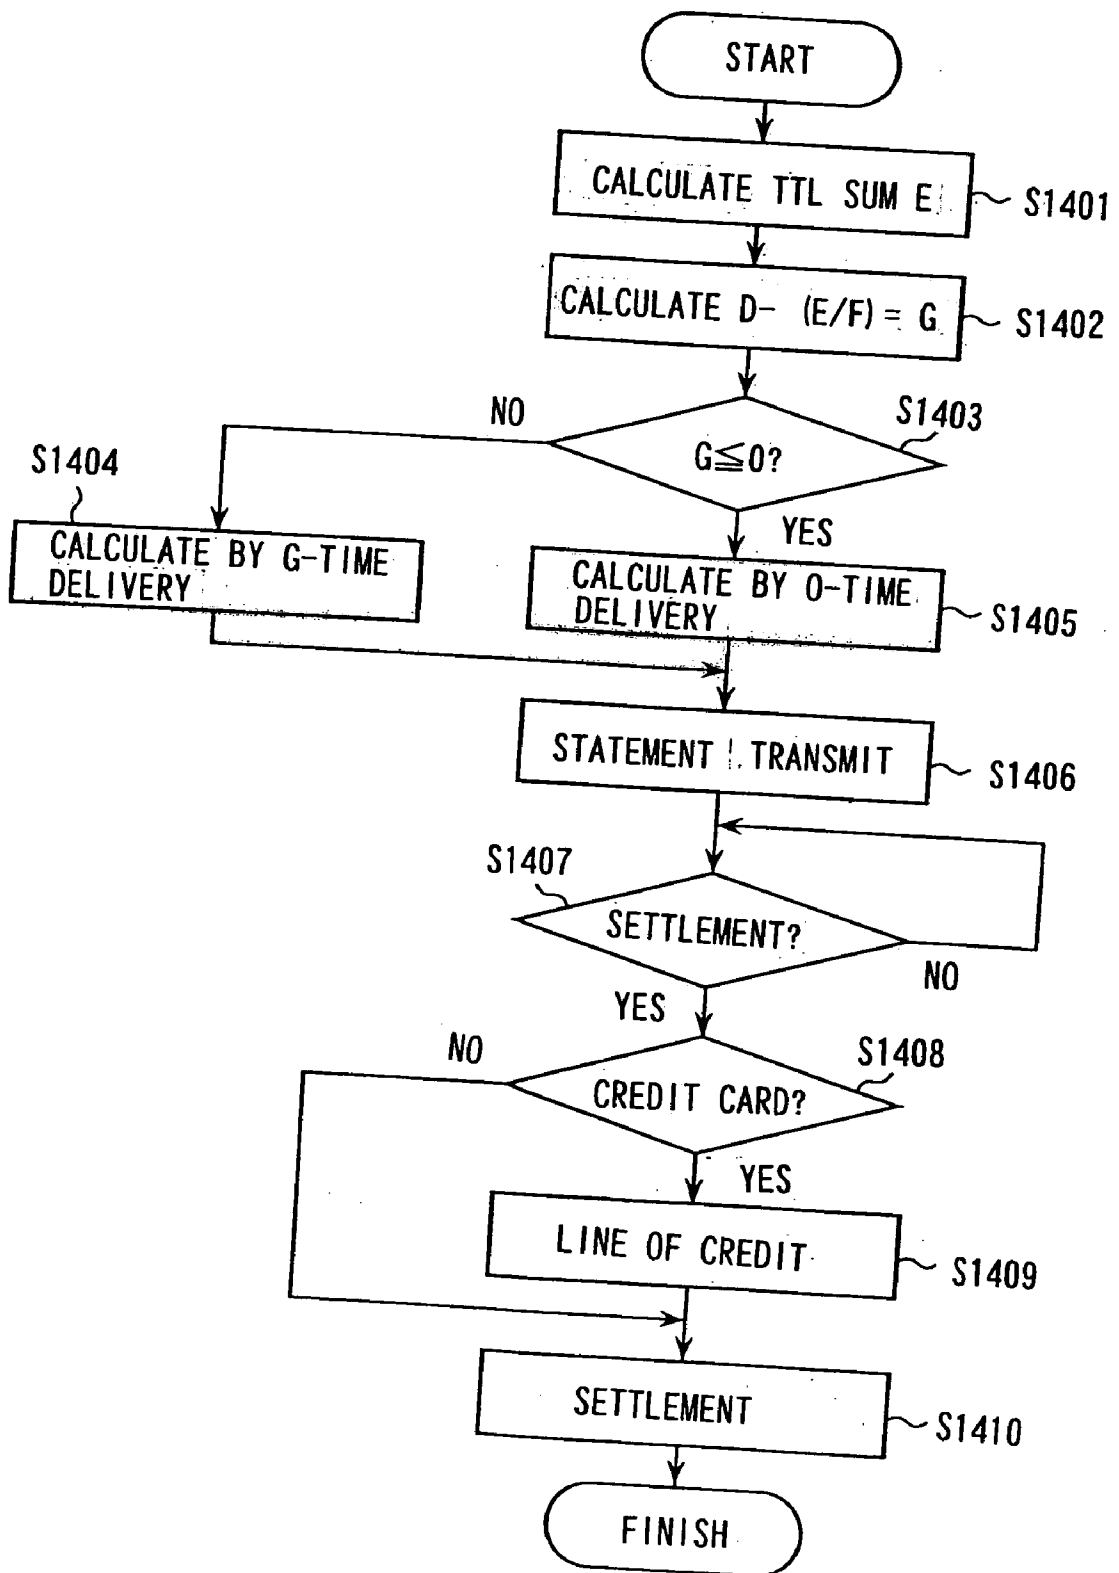 START
CALCULATE TTL SUM E
S1401
CALCULATE D- (E/F) = G
S1402
NO
S1403
G≦0?
S1404
YES
CALCULATE BY G-TIME
DELIVERY
CALCULATE BY 0-TIME
DELIVERY
S1405
STATEMENT TRANSMIT
S1406
S1407
SETTLEMENT?
NO
YES
NO
S1408
CREDIT CARD?
YES
LINE OF CREDIT
S1409
SETTLEMENT
S1410
FINISH